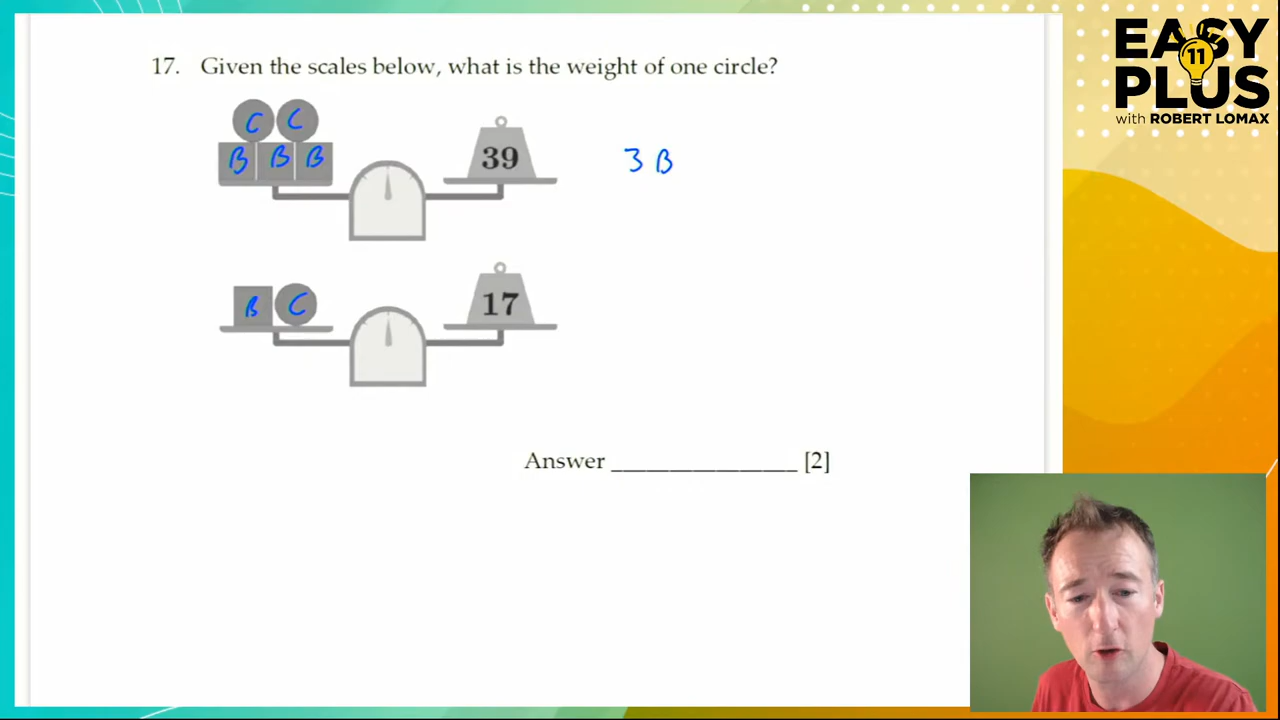 EASY
11
PLUS
with ROBERT LOMAX
17. Given the scales below, what is the weight of one circle?
C C
B B B
39
3 B
B C
17
Answer ________________ [2]